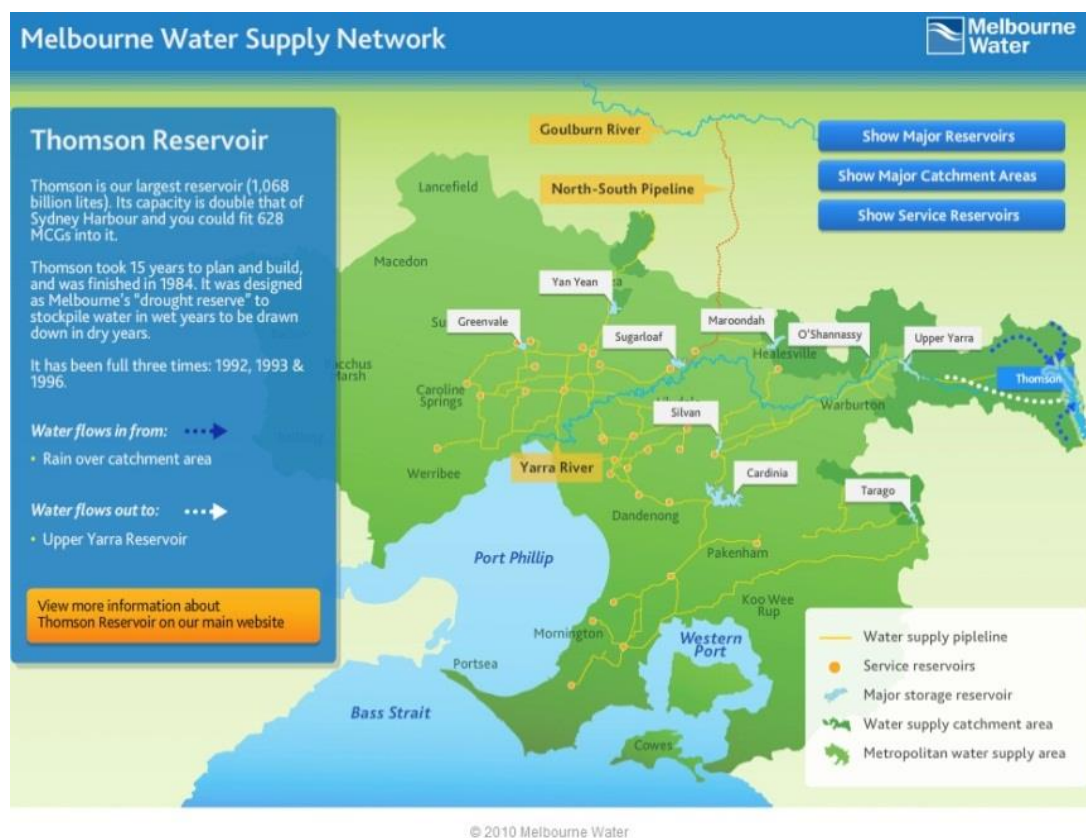 Melbourne Water Supply Network
Melbourne
Water
Thomson Reservoir
Thomson is our largest reservoir (1,068
billion lites). Its capacity is double that of
Sydney Harbour and you could fit 628
MCGs into it.
Thomson took 15 years to plan and build,
and was finished in 1984. It was designed
as Melbourne's "drought reserve" to
stockpile water in wet years to be drawn
down in dry years.
It has been full three times: 1992, 1993 &
1996.
Water flows in from:
• Rain over catchment area
Water flows out to:
• Upper Yarra Reservoir
View more information about
Thomson Reservoir on our main website
Show Major Reservoirs
Show Major Catchment Areas
Show Service Reservoirs
Goulburn River
North-South Pipeline
Lancefield
Macedon
Yan Yean
Greenvale
Sugarloaf
Maroondah
O'Shannassy
Upper Yarra
Healesville
Thomson
Marsh
Caroline
Springs
Silvan
Warburton
Werribee
Yarra River
Cardinia
Tarago
Dandenong
Port Phillip
Pakenham
Koo Wee
Rup
Mornington
Western
Port
Portsea
Bass Strait
Cowes
Water supply pipleline
Service reservoirs
Major storage reservoir
Water supply catchment area
Metropolitan water supply area
© 2010 Melbourne Water